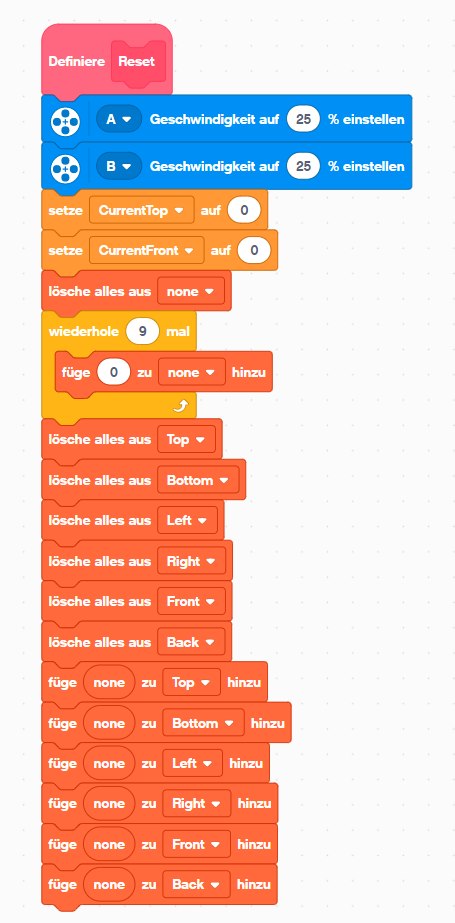 Definiere Reset
A Geschwindigkeit auf 25 % einstellen
B Geschwindigkeit auf 25 % einstellen
setze CurrentTop auf 0
setze CurrentFront auf 0
lösche alles aus none
wiederhole 9 mal
füge 0 zu none hinzu
lösche alles aus Top
lösche alles aus Bottom
lösche alles aus Left
lösche alles aus Right
lösche alles aus Front
lösche alles aus Back
füge none zu Top hinzu
füge none zu Bottom hinzu
füge none zu Left hinzu
füge none zu Right hinzu
füge none zu Front hinzu
füge none zu Back hinzu